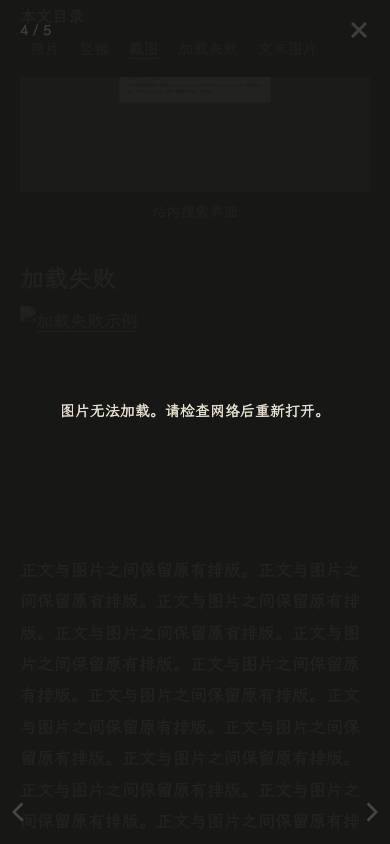 本文目录
4 / 5
照片 竖构 截图 加载失败 文末图片
站内搜索界面
加载失败
加载失败示例
图片无法加载。请检查网络后重新打开。
正文与图片之间保留原有排版。正文与图片之
间保留原有排版。正文与图片之间保留原有排
版。正文与图片之间保留原有排版。正文与图
片之间保留原有排版。正文与图片之间保留原
有排版。正文与图片之间保留原有排版。正文
与图片之间保留原有排版。正文与图片之间保
留原有排版。正文与图片之间保留原有排版。
正文与图片之间保留原有排版。正文与图片之
间保留原有排版。正文与图片之间保留原有排